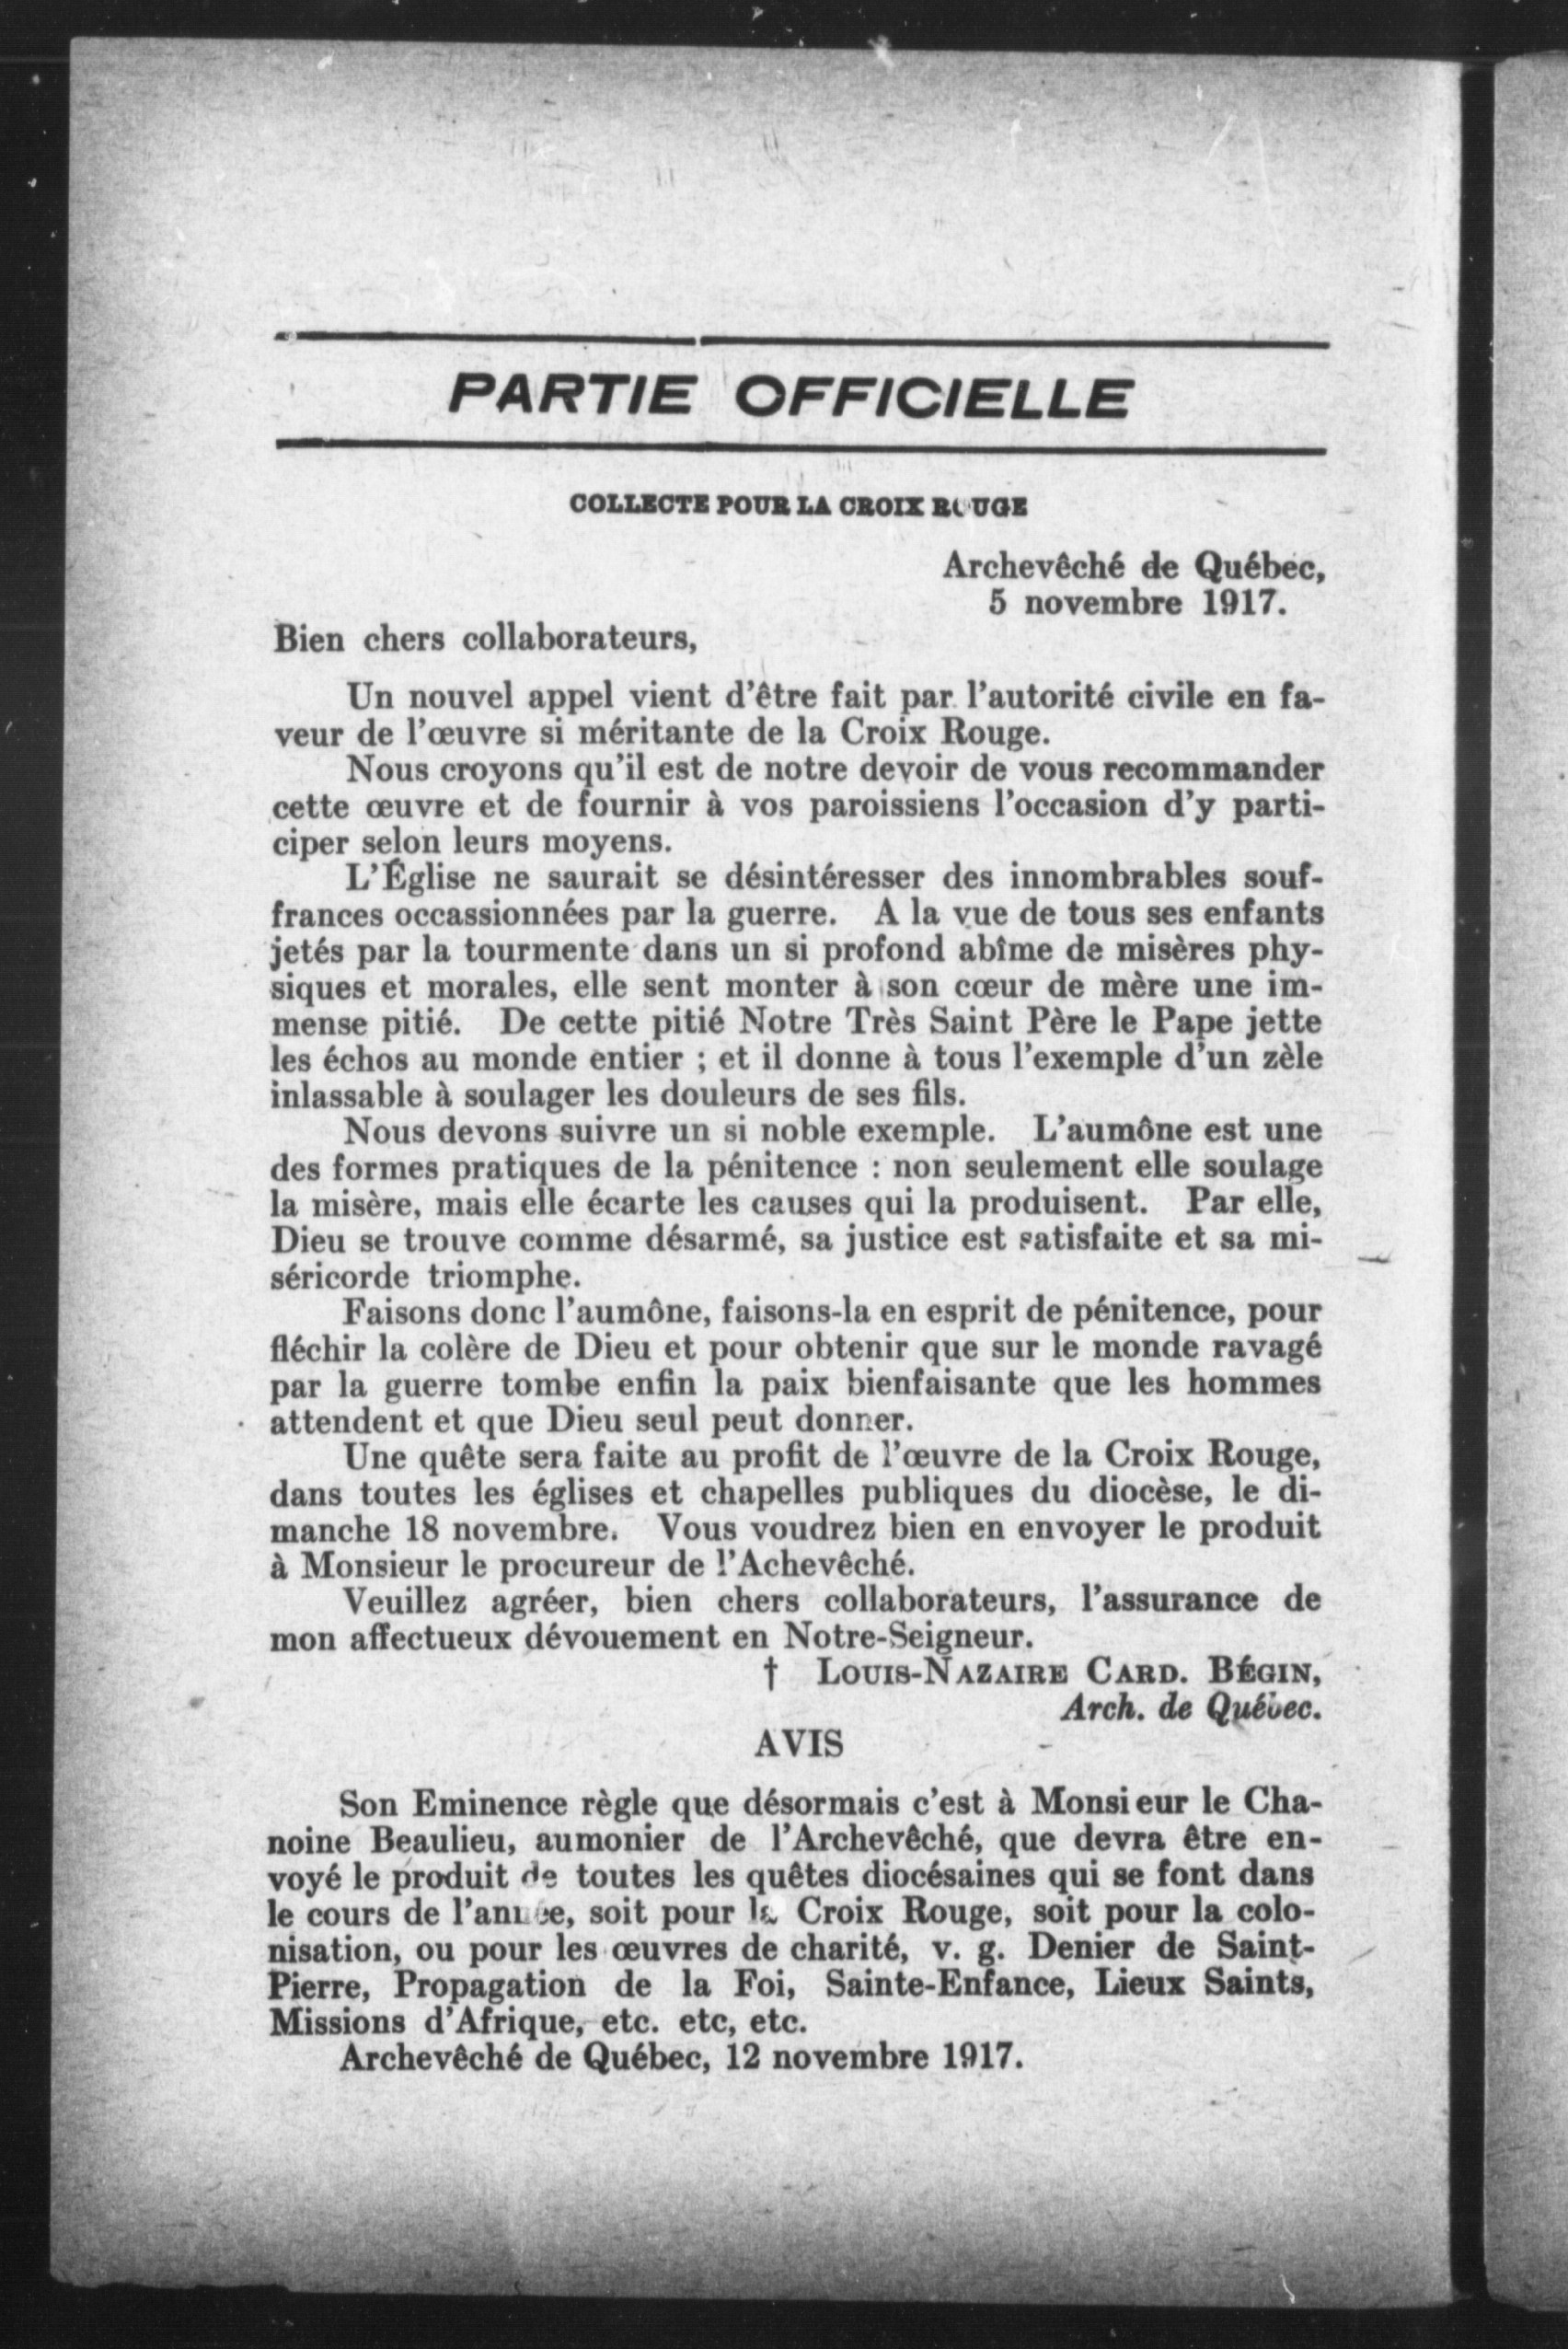 PARTIE OFFICIELLE
COLLECTE POUR LA CROIX ROUGE
Archevêché de Québec,
5 novembre 1917.
Bien chers collaborateurs,
Un nouvel appel vient d'être fait par l'autorité civile en fa-
veur de l'œuvre si méritante de la Croix Rouge.
Nous croyons qu'il est de notre devoir de vous recommander
cette œuvre et de fournir à vos paroissiens l'occasion d'y parti-
ciper selon leurs moyens.
L'Église ne saurait se désintéresser des innombrables souf-
frances occassionnées par la guerre. A la vue de tous ses enfants
jetés par la tourmente dans un si profond abîme de misères phy-
siques et morales, elle sent monter à son cœur de mère une im-
mense pitié. De cette pitié Notre Très Saint Père le Pape jette
les échos au monde entier ; et il donne à tous l'exemple d'un zèle
inlassable à soulager les douleurs de ses fils.
Nous devons suivre un si noble exemple. L'aumône est une
des formes pratiques de la pénitence : non seulement elle soulage
la misère, mais elle écarte les causes qui la produisent. Par elle,
Dieu se trouve comme désarmé, sa justice est satisfaite et sa mi-
séricorde triomphe.
Faisons donc l'aumône, faisons-la en esprit de pénitence, pour
fléchir la colère de Dieu et pour obtenir que sur le monde ravagé
par la guerre tombe enfin la paix bienfaisante que les hommes
attendent et que Dieu seul peut donner.
Une quête sera faite au profit de l'œuvre de la Croix Rouge,
dans toutes les églises et chapelles publiques du diocèse, le di-
manche 18 novembre. Vous voudrez bien en envoyer le produit
à Monsieur le procureur de l'Achevêché.
Veuillez agréer, bien chers collaborateurs, l'assurance de
mon affectueux dévouement en Notre-Seigneur.
† LOUIS-NAZAIRE CARD. BÉGIN,
Arch. de Québec.
AVIS
Son Eminence règle que désormais c'est à Monsieur le Cha-
noine Beaulieu, aumonier de l'Archevêché, que devra être en-
voyé le produit de toutes les quêtes diocésaines qui se font dans
le cours de l'année, soit pour la Croix Rouge, soit pour la colo-
nisation, ou pour les œuvres de charité, v. g. Denier de Saint-
Pierre, Propagation de la Foi, Sainte-Enfance, Lieux Saints,
Missions d'Afrique, etc. etc, etc.
Archevêché de Québec, 12 novembre 1917.